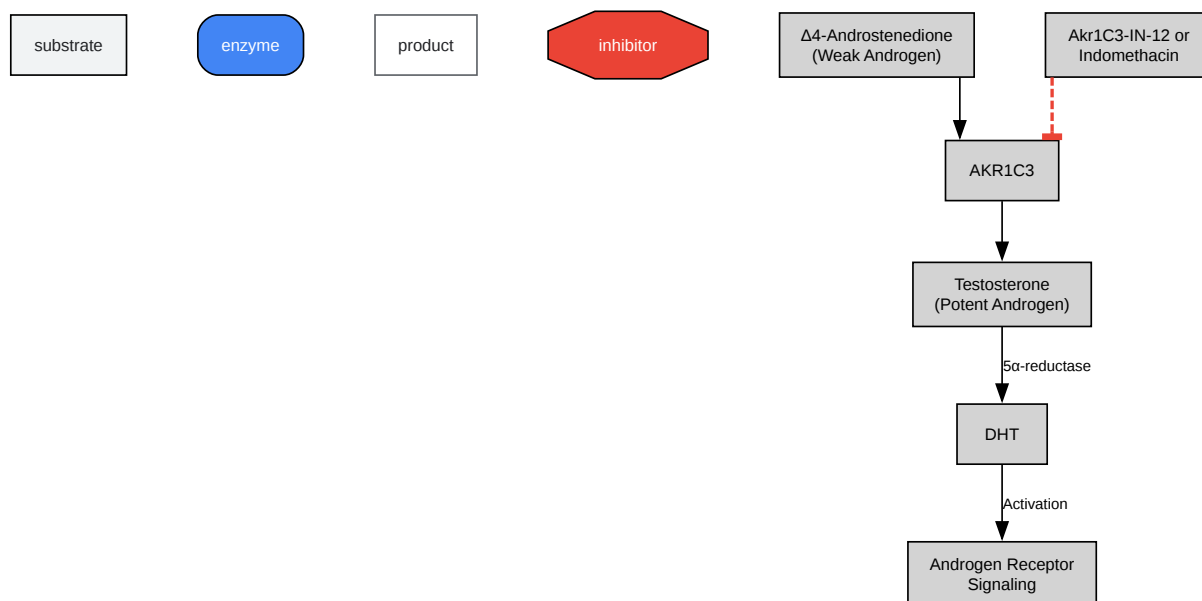 substrate
enzyme
product
inhibitor
Δ4-Androstenedione
(Weak Androgen)
Akr1C3-IN-12 or
Indomethacin
AKR1C3
Testosterone
(Potent Androgen)
5α-reductase
DHT
Activation
Androgen Receptor
Signaling